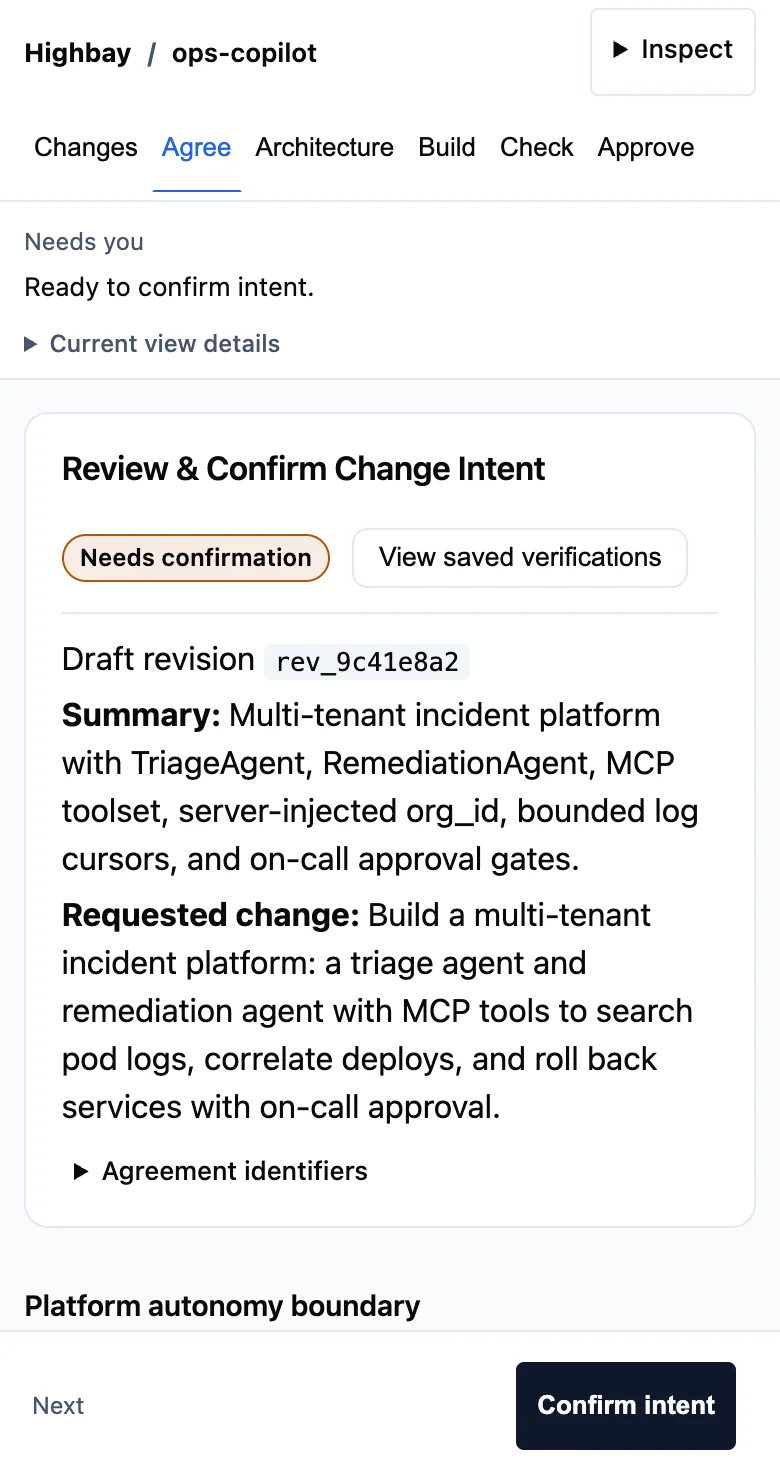 Highbay / ops-copilot
▶ Inspect
Changes Agree Architecture Build Check Approve
Needs you
Ready to confirm intent.
▶ Current view details
Review & Confirm Change Intent
Needs confirmation
View saved verifications
Draft revision rev_9c41e8a2
Summary: Multi-tenant incident platform
with TriageAgent, RemediationAgent, MCP
toolset, server-injected org_id, bounded log
cursors, and on-call approval gates.
Requested change: Build a multi-tenant
incident platform: a triage agent and
remediation agent with MCP tools to search
pod logs, correlate deploys, and roll back
services with on-call approval.
▶ Agreement identifiers
Platform autonomy boundary
Next
Confirm intent